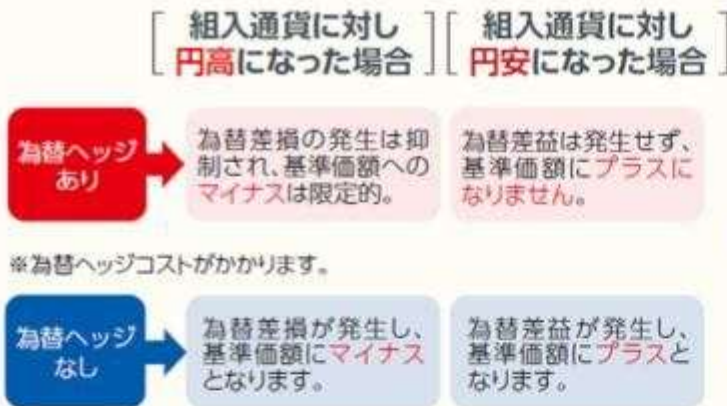 組入通貨に対し
円高になった場合
組入通貨に対し
円安になった場合
為替ヘッジ
あり
為替差損の発生は抑
制され、基準価額への
マイナスは限定的。
為替差益は発生せず、
基準価額にプラスに
なりません。
※為替ヘッジコストがかかります。
為替ヘッジ
なし
為替差損が発生し、
基準価額にマイナス
となります。
為替差益が発生し、
基準価額にプラスと
なります。